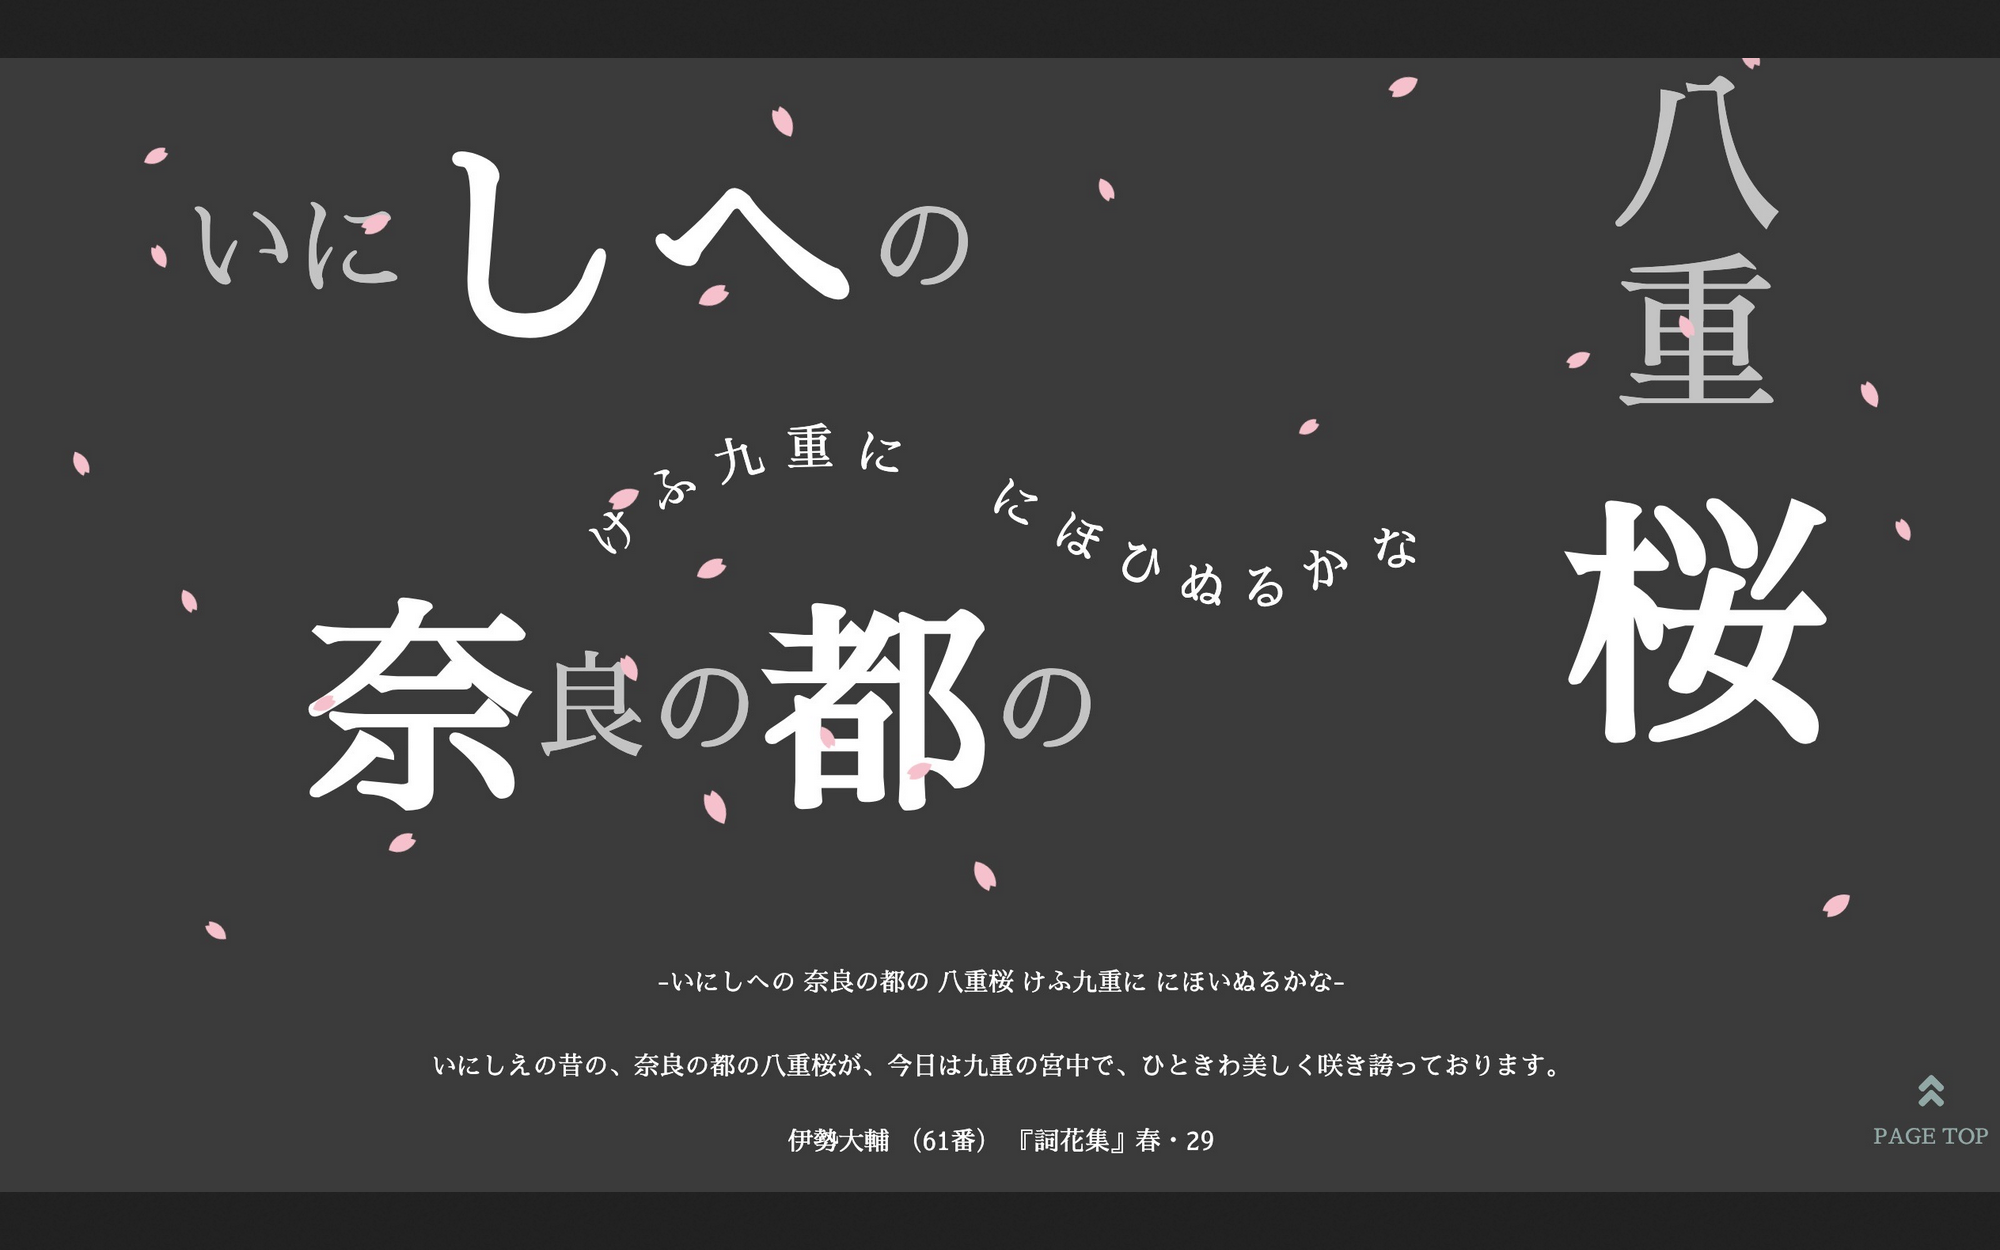 いにしへの
奈良の都の
八重桜
けふ九重に
にほひぬるかな
-いにしへの 奈良の都の 八重桜 けふ九重に にほいぬるかな-
いにしえの昔の、奈良の都の八重桜が、今日は九重の宮中で、ひときわ美しく咲き誇っております。
伊勢大輔 （61番） 『詞花集』春・29
PAGE TOP